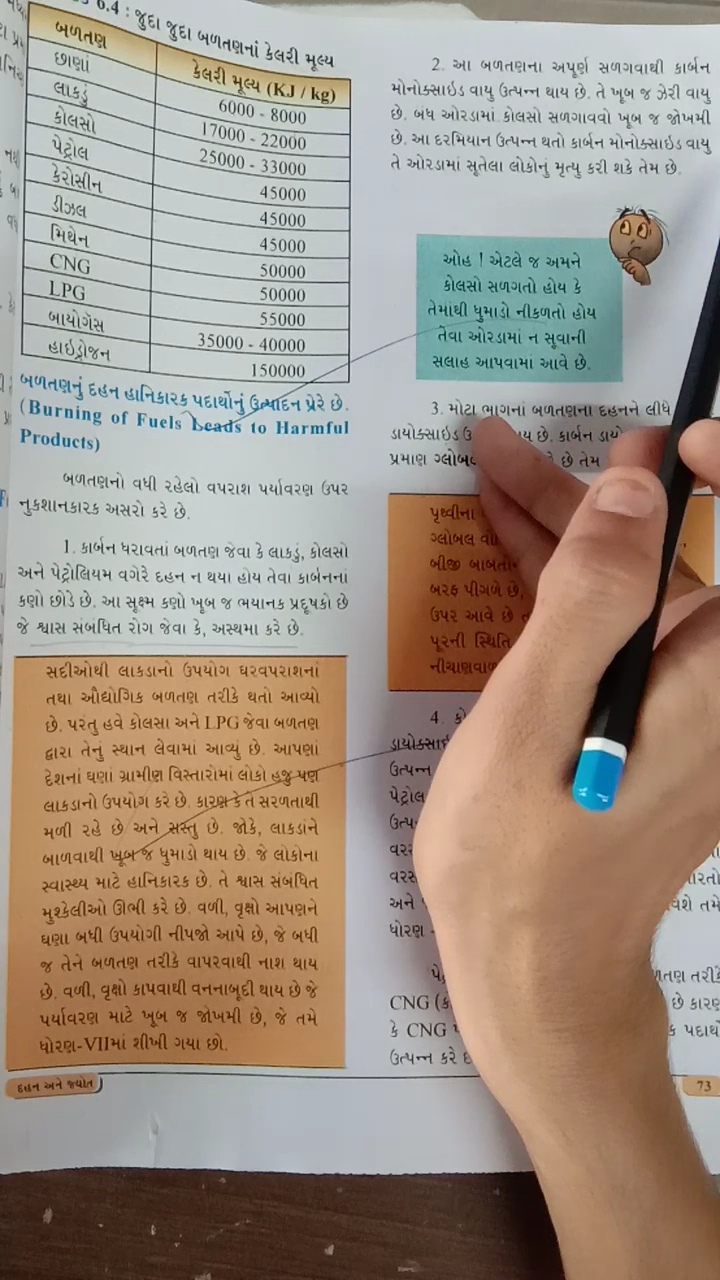 6.4 : જુદા જુદા બળતણનાં કેલરી મૂલ્ય
બળતણ કેલરી મૂલ્ય (KJ / kg)
છાણાં 6000 - 8000
લાકડું 17000 - 22000
કોલસો 25000 - 33000
પેટ્રોલ 45000
કેરોસીન 45000
ડીઝલ 45000
મિથેન 50000
CNG 50000
LPG 55000
બાયોગૅસ 35000 - 40000
હાઈડ્રોજન 150000
બળતણનું દહન હાનિકારક પદાર્થોનું ઉત્પાદન પ્રેરે છે.
(Burning of Fuels Leads to Harmful
Products)
બળતણનો વધી રહેલો વપરાશ પર્યાવરણ ઉપર
નુકશાનકારક અસરો કરે છે.
1. કાર્બન ધરાવતાં બળતણ જેવા કે લાકડું, કોલસો
અને પેટ્રોલિયમ વગેરે દહન ન થયા હોય તેવા કાર્બનનાં
કણો છોડે છે. આ સૂક્ષ્મ કણો ખૂબ જ ભયાનક પ્રદૂષકો છે
જે શ્વાસ સંબંધિત રોગ જેવા કે, અસ્થમા કરે છે.
સદીઓથી લાકડાનો ઉપયોગ ઘરવપરાશનાં
તથા ઔદ્યોગિક બળતણ તરીકે થતો આવ્યો
છે. પરંતુ હવે કોલસા અને LPG જેવા બળતણ
દ્વારા તેનું સ્થાન લેવામાં આવ્યું છે. આપણાં
દેશનાં ઘણાં ગ્રામીણ વિસ્તારોમાં લોકો હજુ પણ
લાકડાનો ઉપયોગ કરે છે. કારણ કે તે સરળતાથી
મળી રહે છે અને સસ્તુ છે. જોકે, લાકડાંને
બાળવાથી ખૂબ જ ધુમાડો થાય છે. જે લોકોના
સ્વાસ્થ્ય માટે હાનિકારક છે. તે શ્વાસ સંબંધિત
મુશ્કેલીઓ ઊભી કરે છે. વળી, વૃક્ષો આપણને
ઘણા બધી ઉપયોગી નીપજો આપે છે, જે બધી
જ તેને બળતણ તરીકે વાપરવાથી નાશ થાય
છે. વળી, વૃક્ષો કાપવાથી વનનાબૂદી થાય છે જે
પર્યાવરણ માટે ખૂબ જ જોખમી છે, જે તમે
ધોરણ-VIIમાં શીખી ગયા છો.
દહન અને જ્યોત
2. આ બળતણના અપૂર્ણ સળગવાથી કાર્બન
મોનોક્સાઇડ વાયુ ઉત્પન્ન થાય છે. તે ખૂબ જ ઝેરી વાયુ
છે. બંધ ઓરડામાં કોલસો સળગાવવો ખૂબ જ જોખમી
છે. આ દરમિયાન ઉત્પન્ન થતો કાર્બન મોનોક્સાઇડ વાયુ
તે ઓરડામાં સૂતેલા લોકોનું મૃત્યુ કરી શકે તેમ છે.
ઓહ ! એટલે જ અમને
કોલસો સળગતો હોય કે
તેમાંથી ધુમાડો નીકળતો હોય
તેવા ઓરડામાં ન સૂવાની
સલાહ આપવામાં આવે છે.
3. મોટા ભાગનાં બળતણના દહનને લીધે
ડાયોક્સાઇડ છે. કાર્બન
પ્રમાણ છે તેમ
પૃથ્વીના
ગ્લોબલ
બીજી
બરફ પીગળે છે,
ઉપર આવે છે
પૂરની સ્થિતિ
4.
ઉત્પન્ન
અને
ધોરણ
CNG છે કારણ
કે CNG
ઉત્પન્ન કરે
73